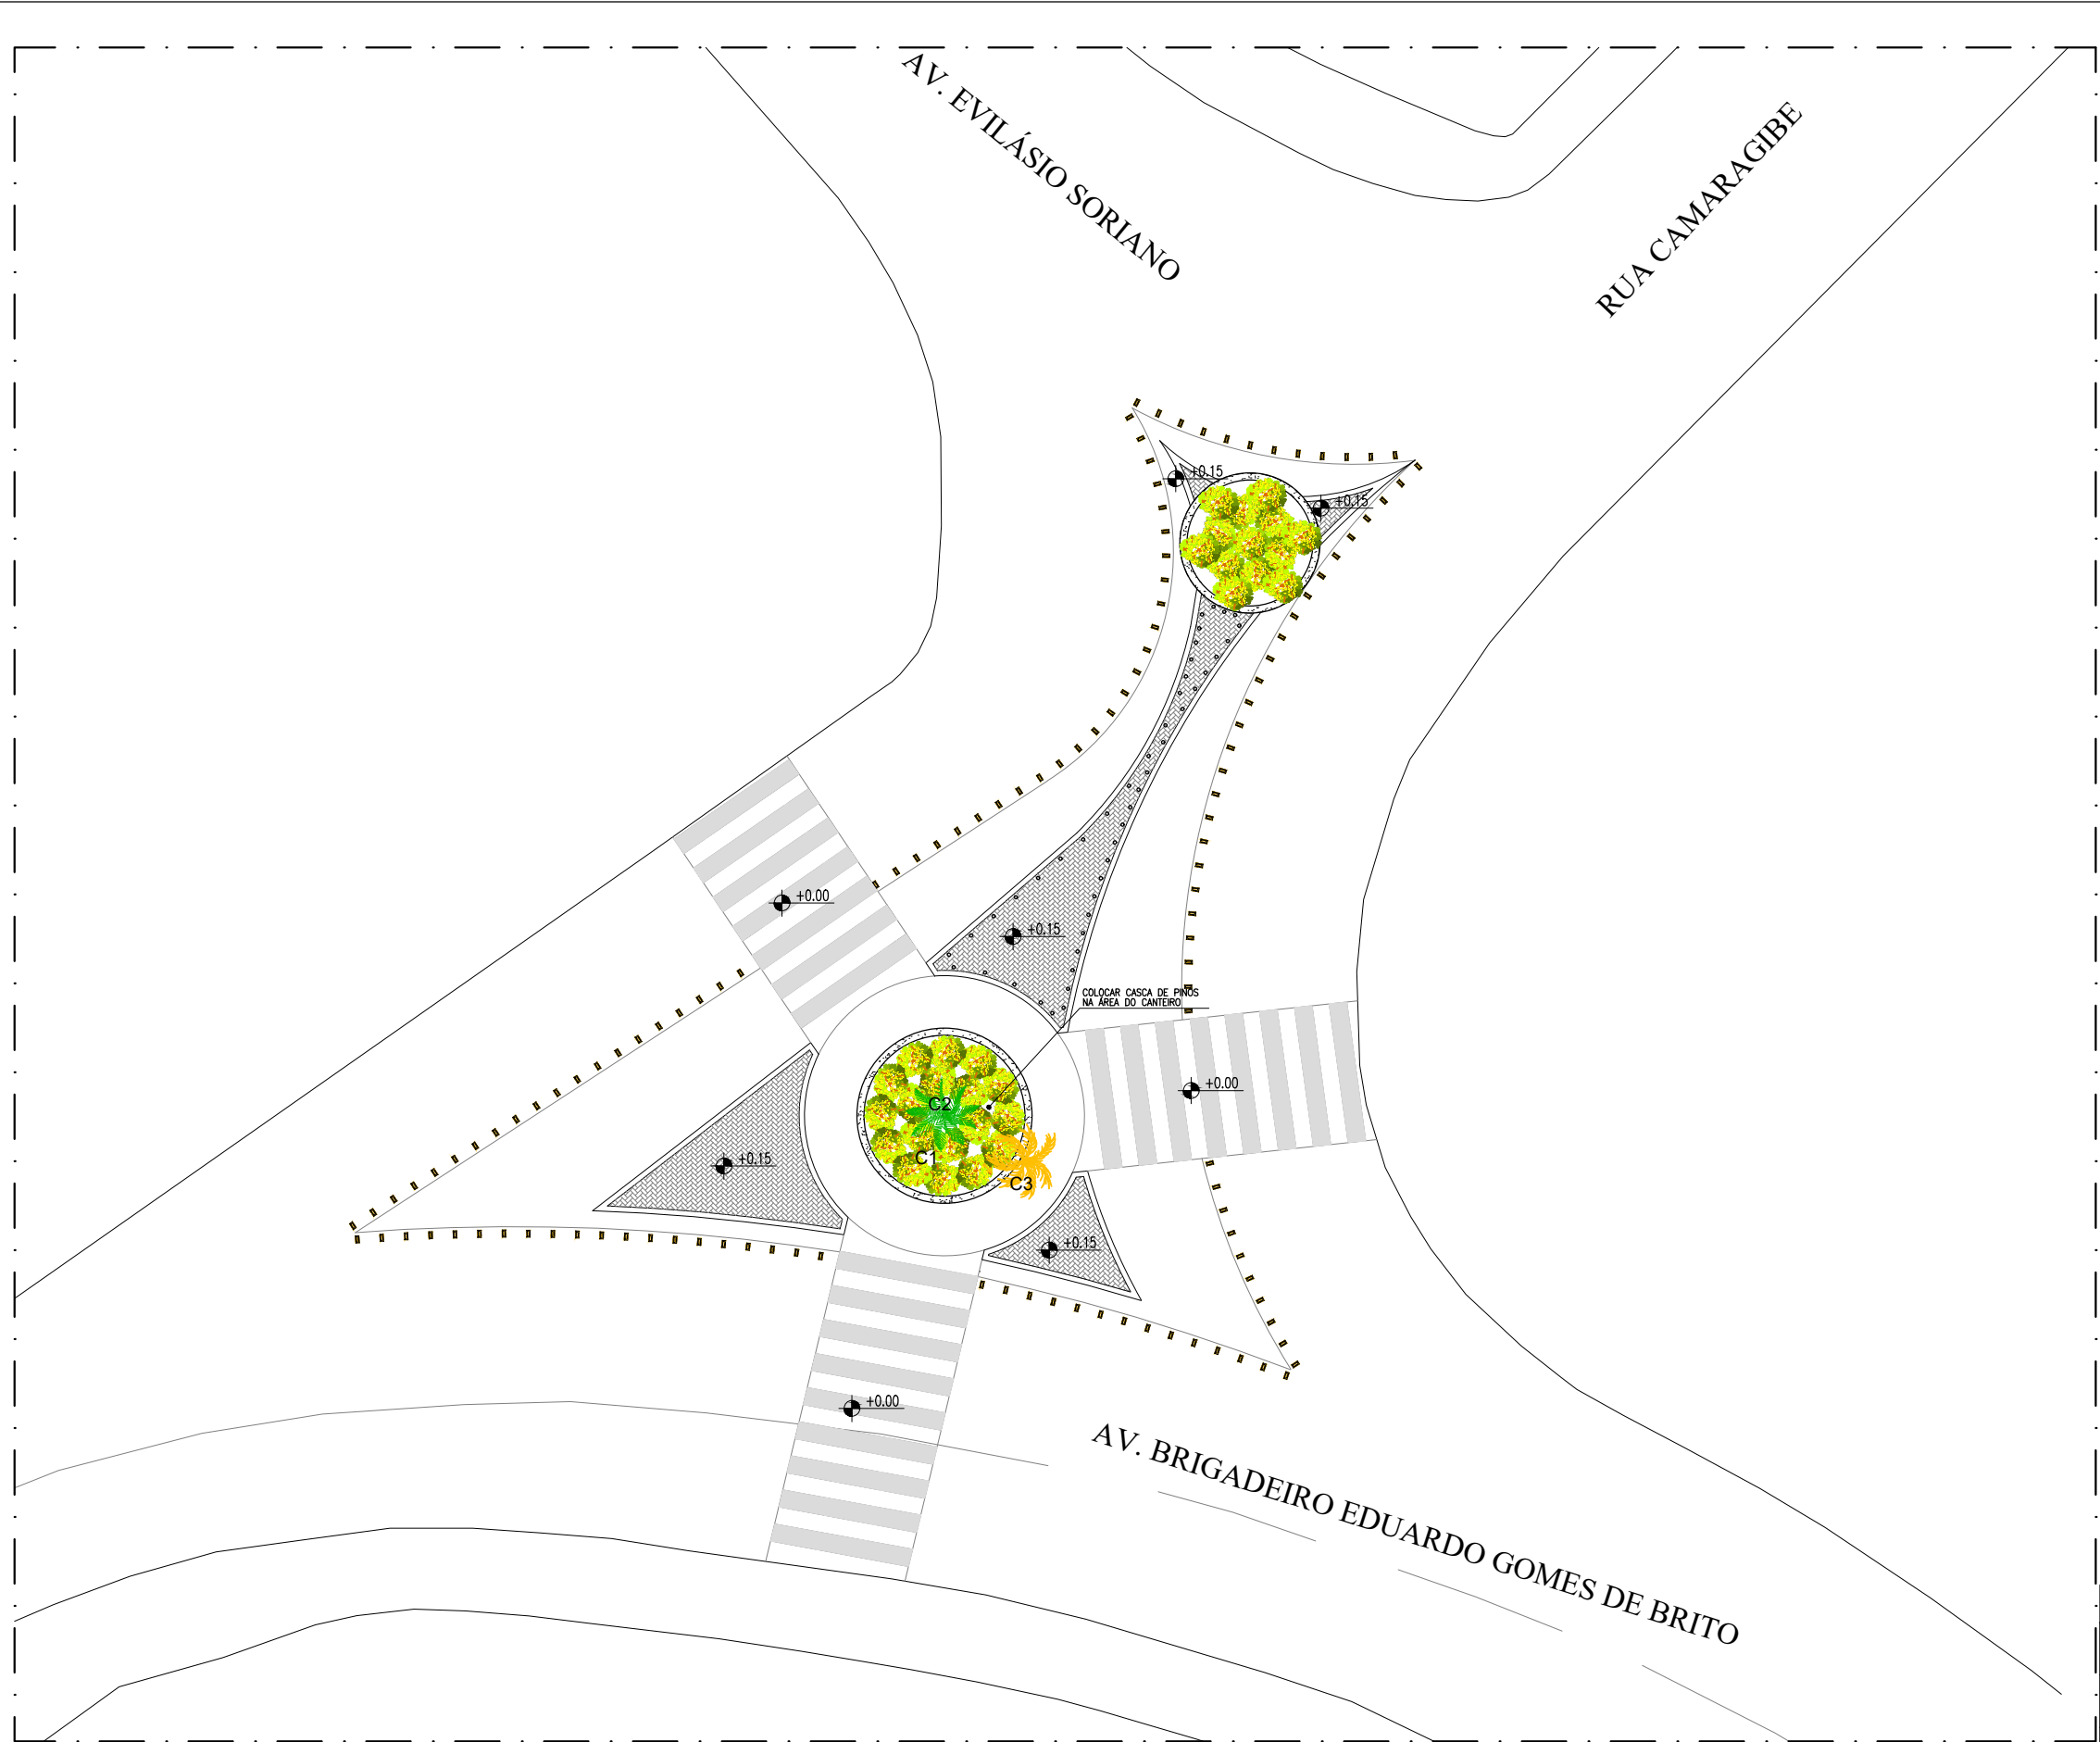 AV. EVILÁSIO SORIANO
RUA CAMARAGIBE
+0.15
+0.15
+0.00
+0.15
COLOCAR CASCA DE PINOS
NA ÁREA DO CANTEIRO
+0.00
C2
C1
+0.15
C3
+0.15
+0.00
AV. BRIGADEIRO EDUARDO GOMES DE BRITO